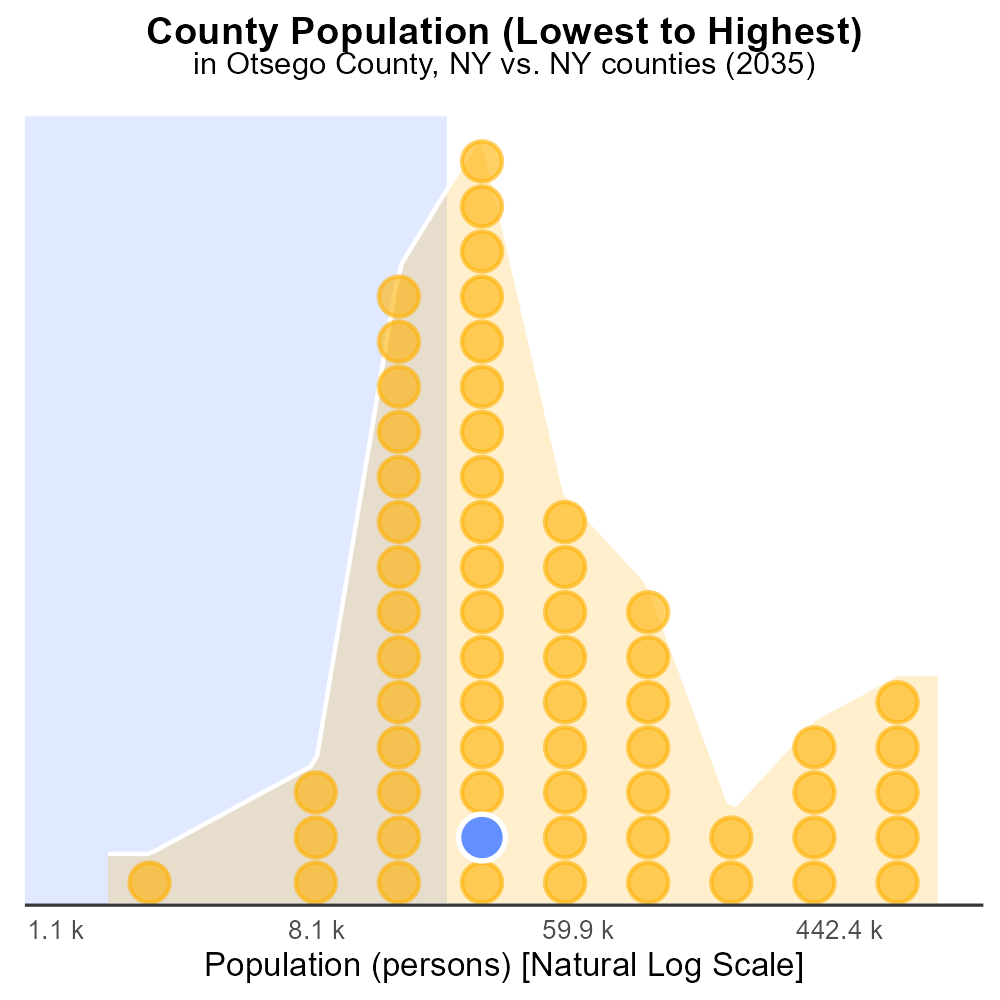 County Population (Lowest to Highest)
in Otsego County, NY vs. NY counties (2035)
1.1 k 8.1 k 59.9 k 442.4 k
Population (persons) [Natural Log Scale]